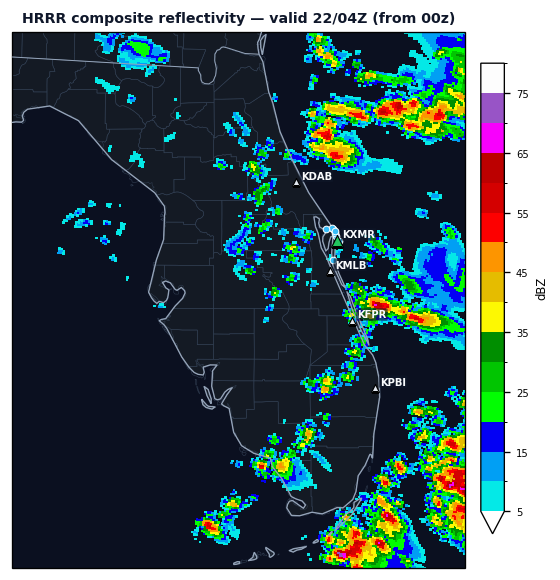 HRRR composite reflectivity — valid 22/04Z (from 00z)
KDAB
KXMR
KMLB
KFPR
KPBI
75
65
55
45
35
25
15
5
dBZ